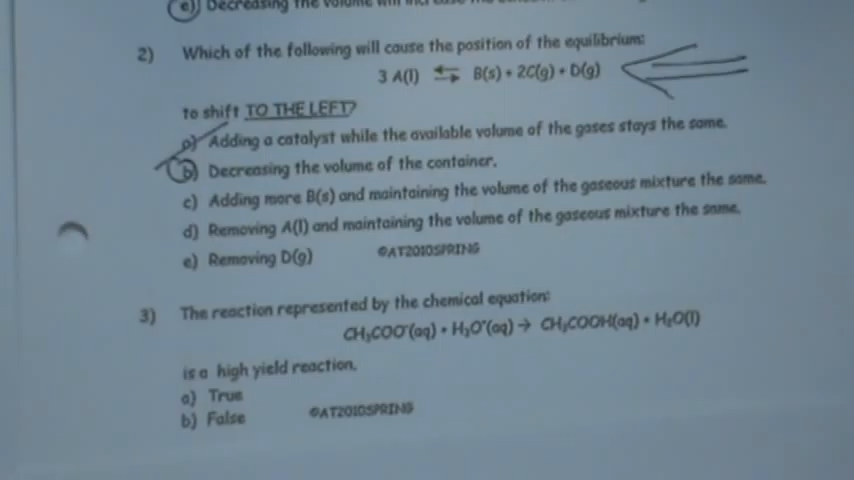 e) Decreasing the volume will
2) Which of the following will cause the position of the equilibrium:
3 A(l) ⇆ B(s) + 2C(g) + D(g)
to shift TO THE LEFT?
a) Adding a catalyst while the available volume of the gases stays the same.
b) Decreasing the volume of the container.
c) Adding more B(s) and maintaining the volume of the gaseous mixture the same.
d) Removing A(l) and maintaining the volume of the gaseous mixture the same.
e) Removing D(g) ©AT2010SPRING
3) The reaction represented by the chemical equation:
CH₃COO⁻(aq) + H₃O⁺(aq) → CH₃COOH(aq) + H₂O(l)
is a high yield reaction.
a) True
b) False ©AT2010SPRING